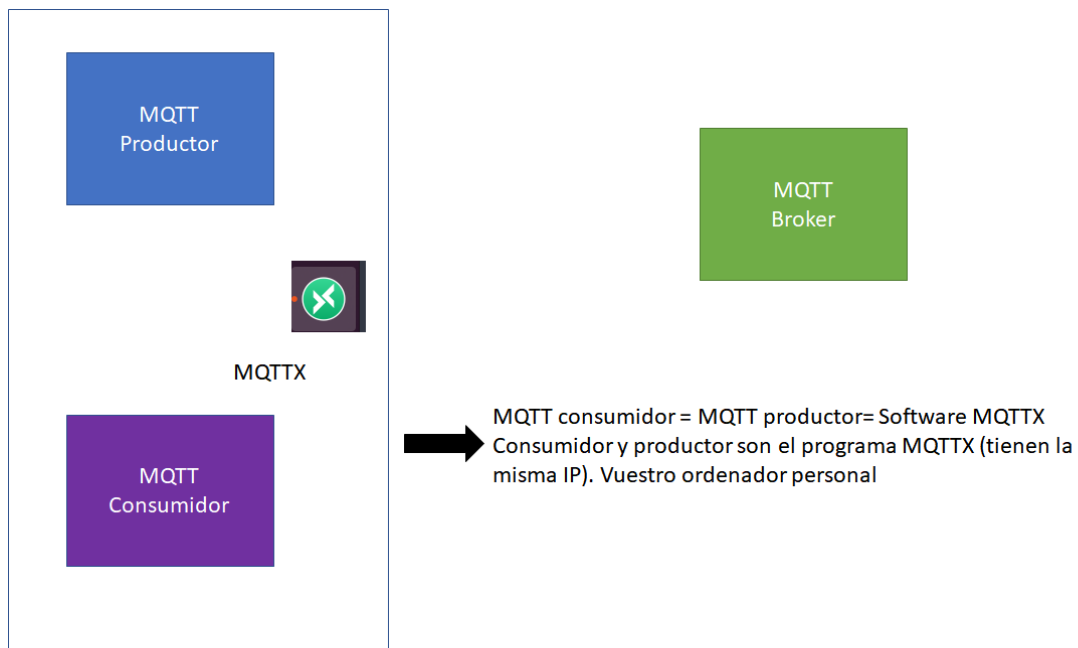 MQTT
Productor
MQTT
Broker
MQTTX
MQTT
Consumidor
MQTT consumidor = MQTT productor= Software MQTTX
Consumidor y productor son el programa MQTTX (tienen la
misma IP). Vuestro ordenador personal